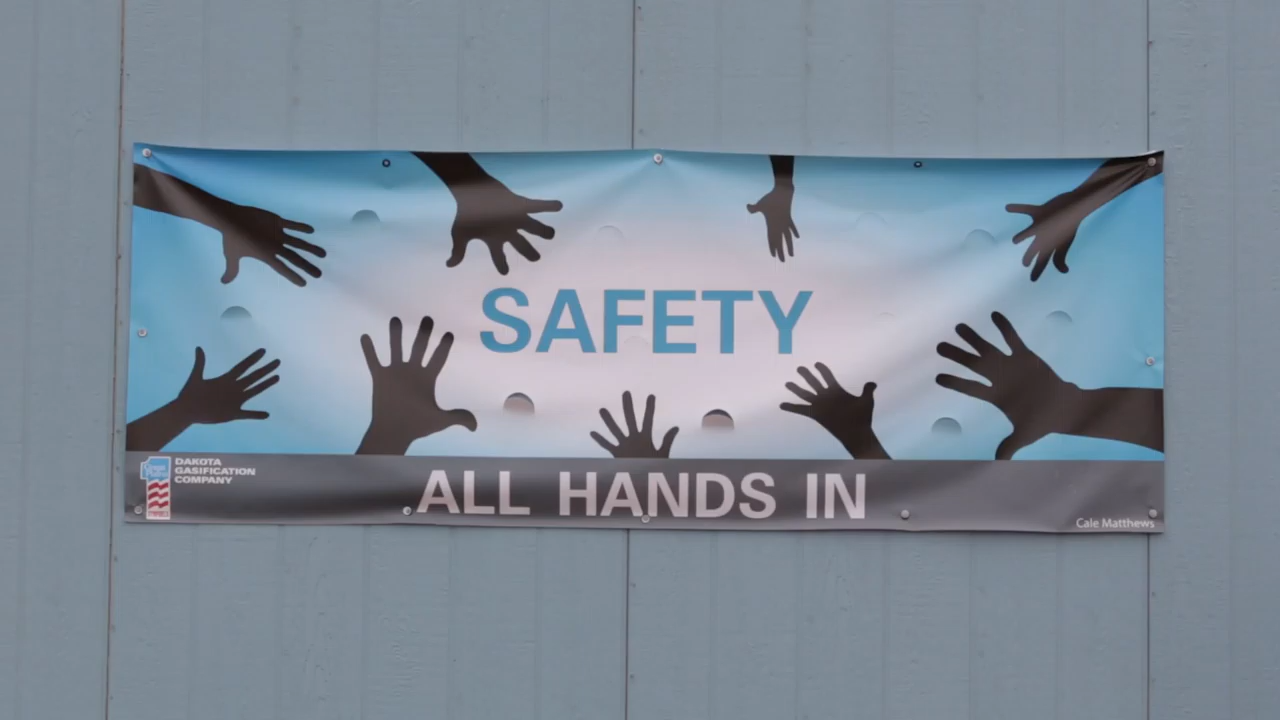 SAFETY
ALL HANDS IN
DAKOTA
GASIFICATION
COMPANY
Cale Matthews